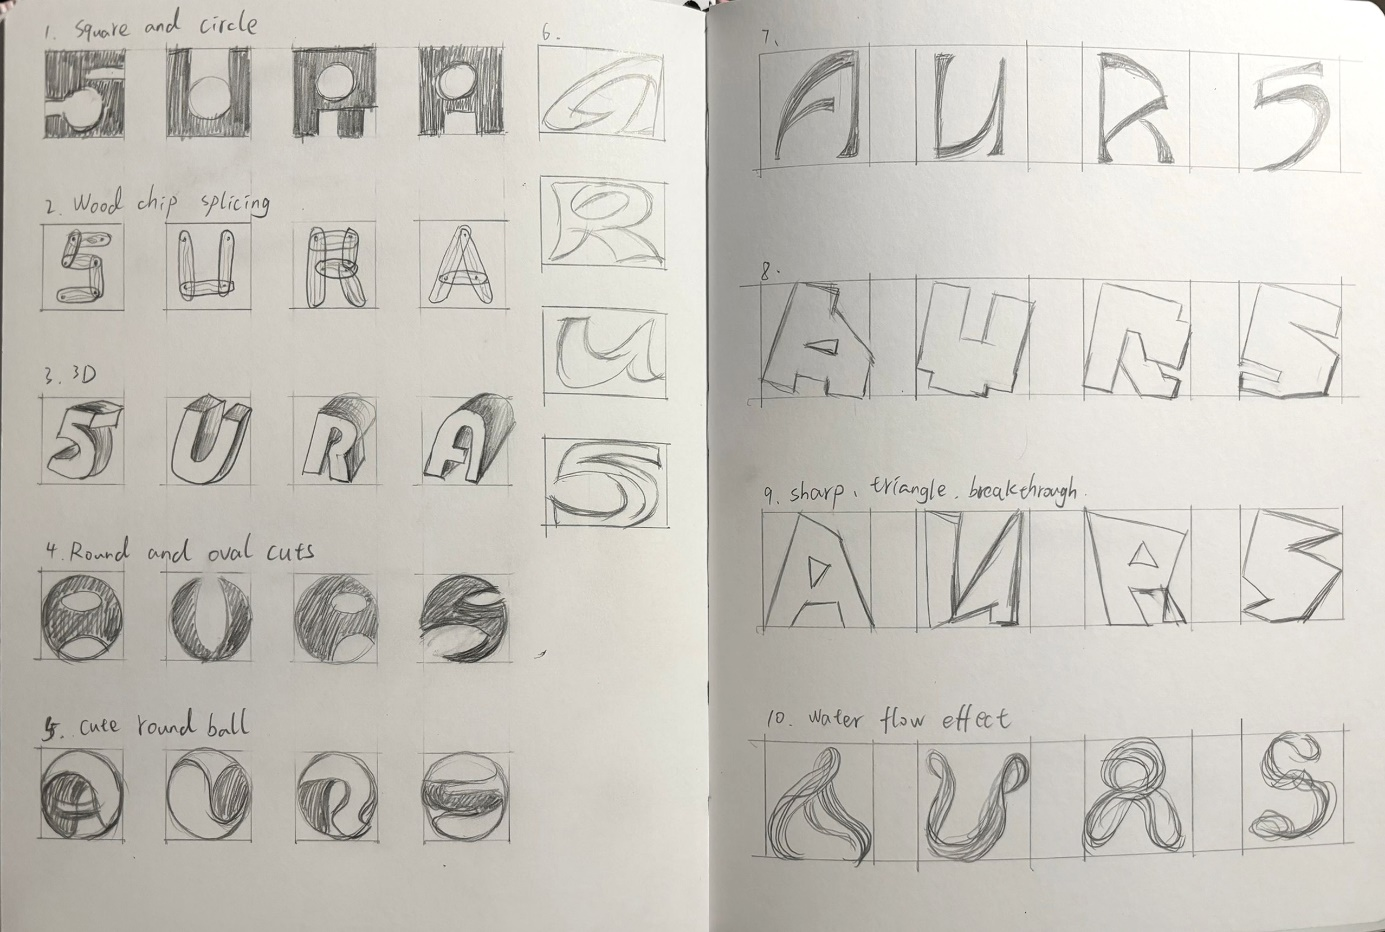 1. Square and circle
S U R A
2. Wood chip splicing
S U R A
3. 3D
S U R A
4. Round and oval cuts
A U R S
5. cute round ball
A U R S
6.
a
R
u
S
7.
A U R S
8.
A U R S
9. sharp、triangle、breakthrough.
A U R S
10. water flow effect
A U R S